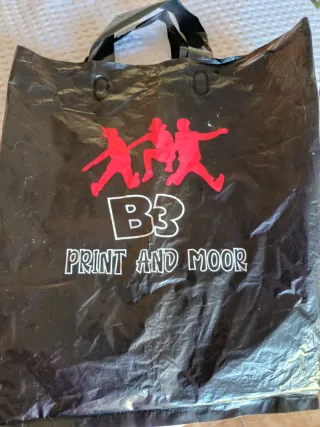 B3
PRINT AND MOOR